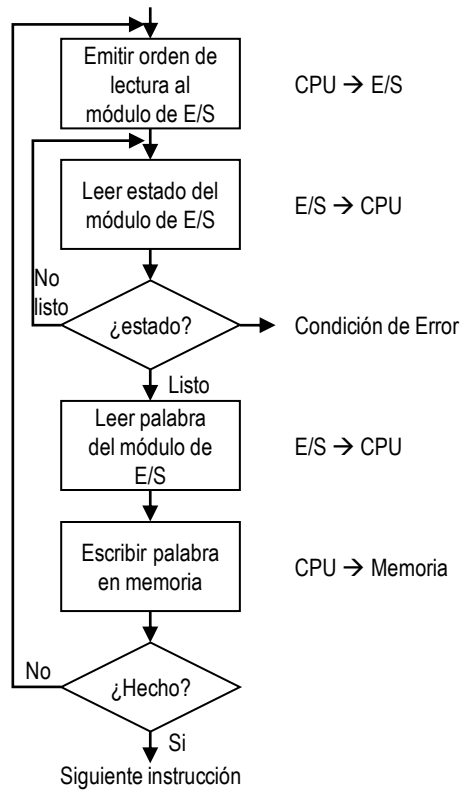 Emitir orden de
lectura al
módulo de E/S
CPU → E/S
Leer estado del
módulo de E/S
E/S → CPU
No
listo
¿estado?
Condición de Error
Listo
Leer palabra
del módulo de
E/S
E/S → CPU
Escribir palabra
en memoria
CPU → Memoria
No
¿Hecho?
Si
Siguiente instrucción